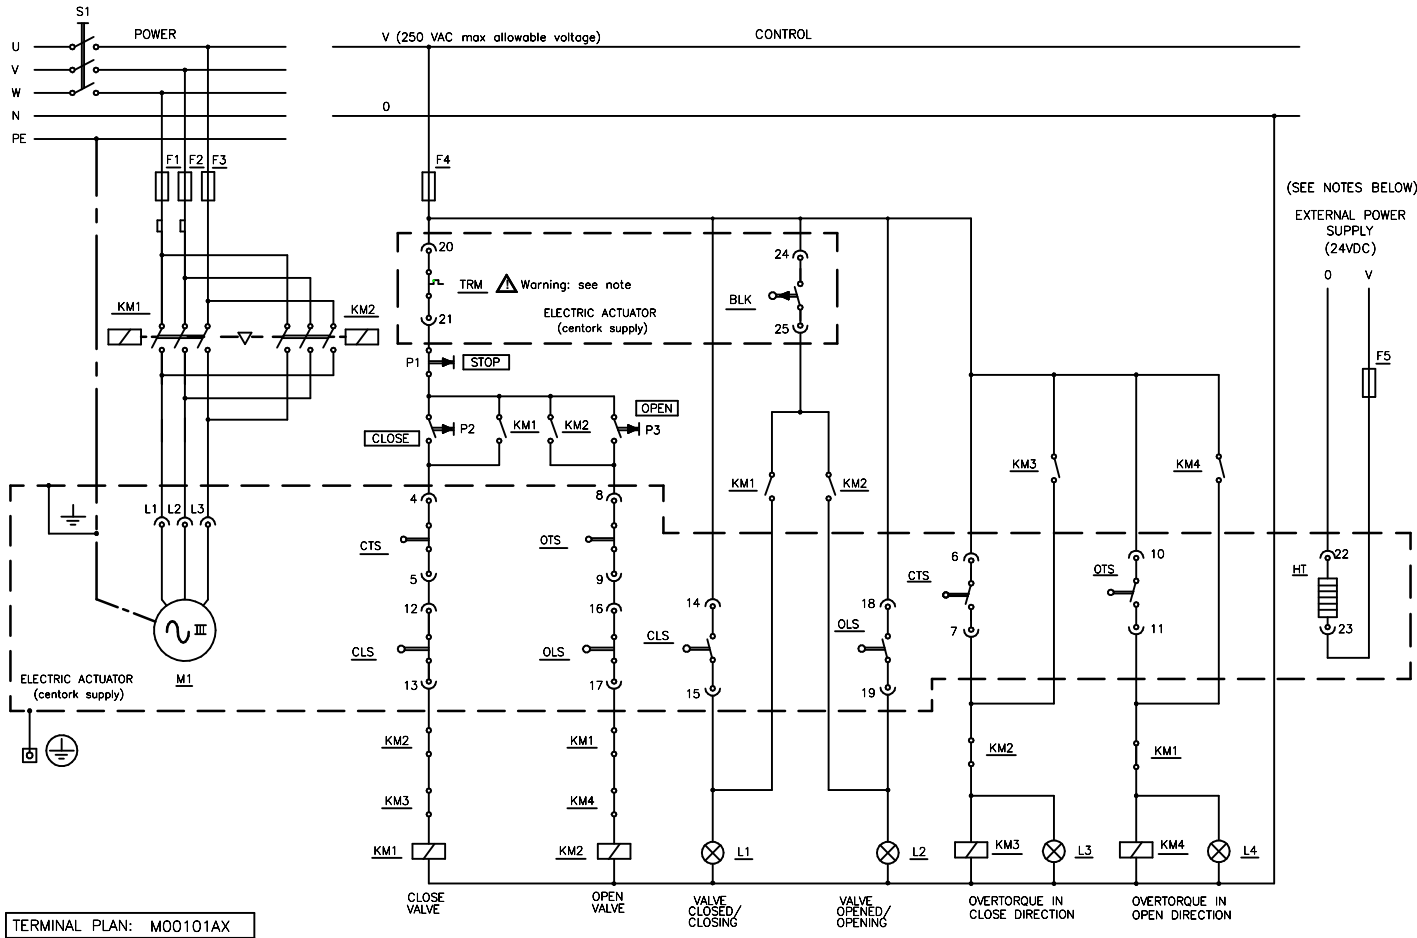 S1
POWER
V (250 VAC max allowable voltage)
CONTROL
U
V
W
N
PE
0
F1 F2 F3
F4
(SEE NOTES BELOW)
EXTERNAL POWER
SUPPLY
(24VDC)
0 V
20
24
TRM
Warning: see note
BLK
21
ELECTRIC ACTUATOR
(centork supply)
25
KM1
KM2
P1
STOP
F5
OPEN
CLOSE
P2
KM1
KM2
P3
KM3
KM4
KM1
KM2
4
8
L1 L2 L3
CTS
OTS
6
10
22
5
9
CTS
OTS
HT
12
16
14
18
7
11
23
III
CLS
OLS
CLS
OLS
M1
13
17
15
19
ELECTRIC ACTUATOR
(centork supply)
KM2
KM1
KM2
KM1
KM3
KM4
KM1
KM2
L1
L2
KM3
L3
KM4
L4
CLOSE
VALVE
OPEN
VALVE
VALVE
CLOSED/
CLOSING
VALVE
OPENED/
OPENING
OVERTORQUE IN
CLOSE DIRECTION
OVERTORQUE IN
OPEN DIRECTION
TERMINAL PLAN: M00101AX